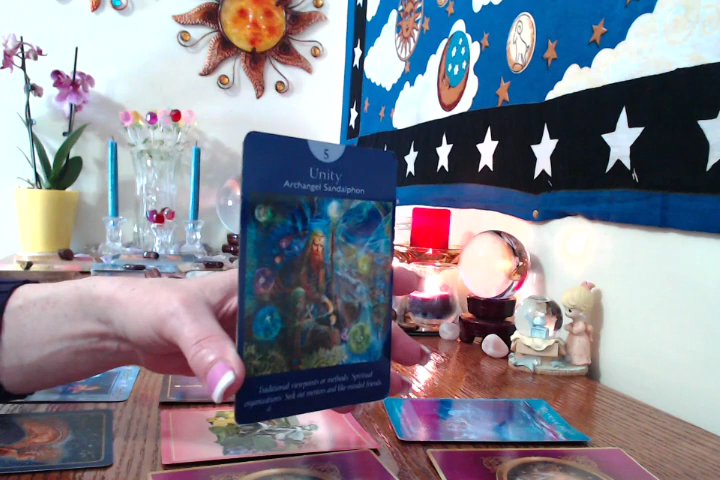 5
Unity
Archangel Sandalphon
Traditional viewpoints or methods. Spiritual
organizations. Seek out mentors and like-minded friends